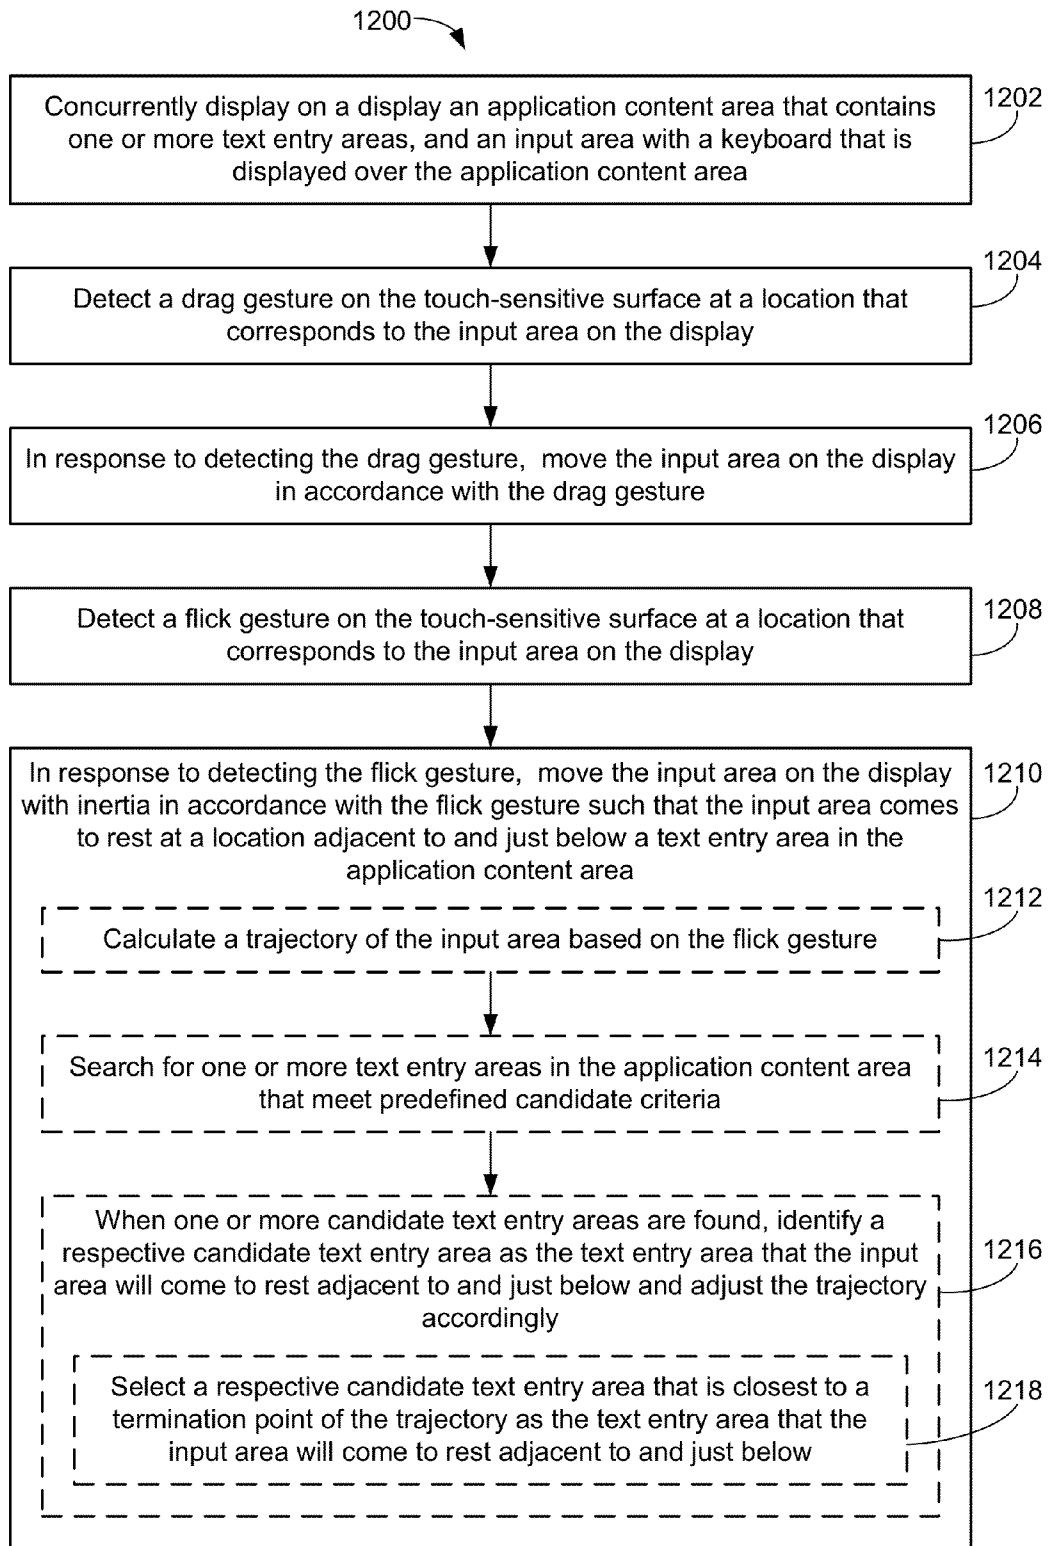 1200
Concurrently display on a display an application content area that contains
one or more text entry areas, and an input area with a keyboard that is
displayed over the application content area
1202
Detect a drag gesture on the touch-sensitive surface at a location that
corresponds to the input area on the display
1204
In response to detecting the drag gesture, move the input area on the display
in accordance with the drag gesture
1206
Detect a flick gesture on the touch-sensitive surface at a location that
corresponds to the input area on the display
1208
In response to detecting the flick gesture, move the input area on the display
with inertia in accordance with the flick gesture such that the input area comes
to rest at a location adjacent to and just below a text entry area in the
application content area
1210
Calculate a trajectory of the input area based on the flick gesture
1212
Search for one or more text entry areas in the application content area
that meet predefined candidate criteria
1214
When one or more candidate text entry areas are found, identify a
respective candidate text entry area as the text entry area that the input
area will come to rest adjacent to and just below and adjust the trajectory
accordingly
1216
Select a respective candidate text entry area that is closest to a
termination point of the trajectory as the text entry area that the
input area will come to rest adjacent to and just below
1218